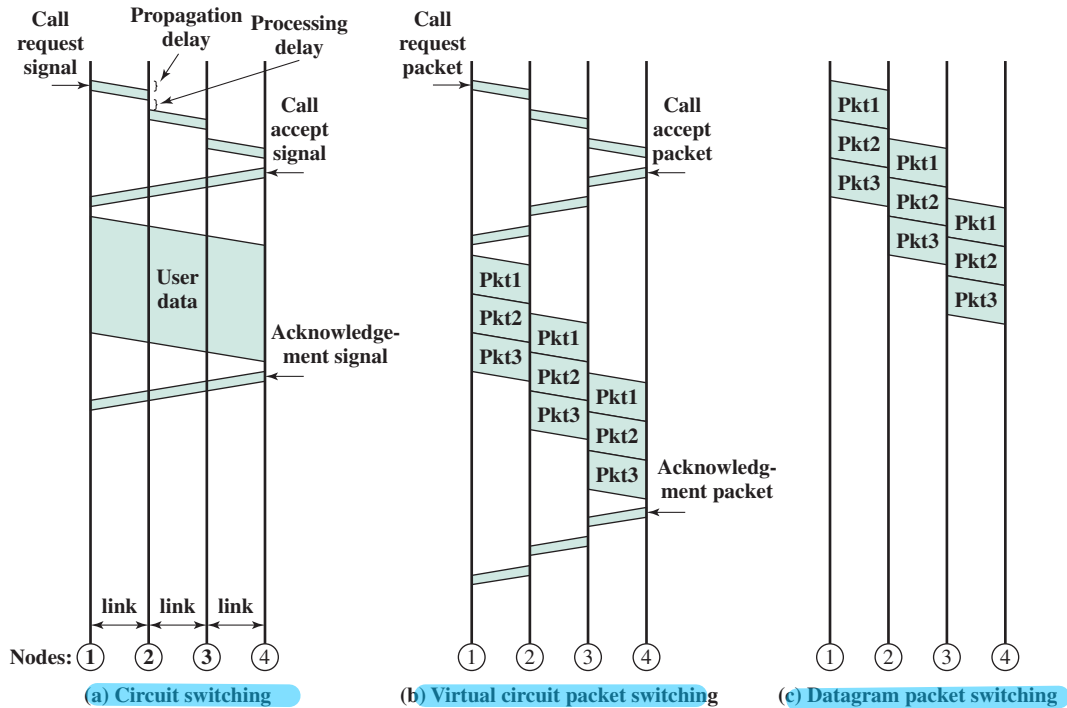 Call
request
signal
Propagation
delay
Processing
delay
Call
accept
signal
User
data
Acknowledge-
ment signal
link
link
link
Nodes:
1
2
3
4
(a) Circuit switching
Call
request
packet
Call
accept
packet
Pkt1
Pkt2
Pkt3
Pkt1
Pkt2
Pkt3
Pkt1
Pkt2
Pkt3
Acknowledg-
ment packet
1
2
3
4
(b) Virtual circuit packet switching
Pkt1
Pkt2
Pkt3
Pkt1
Pkt2
Pkt3
Pkt1
Pkt2
Pkt3
1
2
3
4
(c) Datagram packet switching